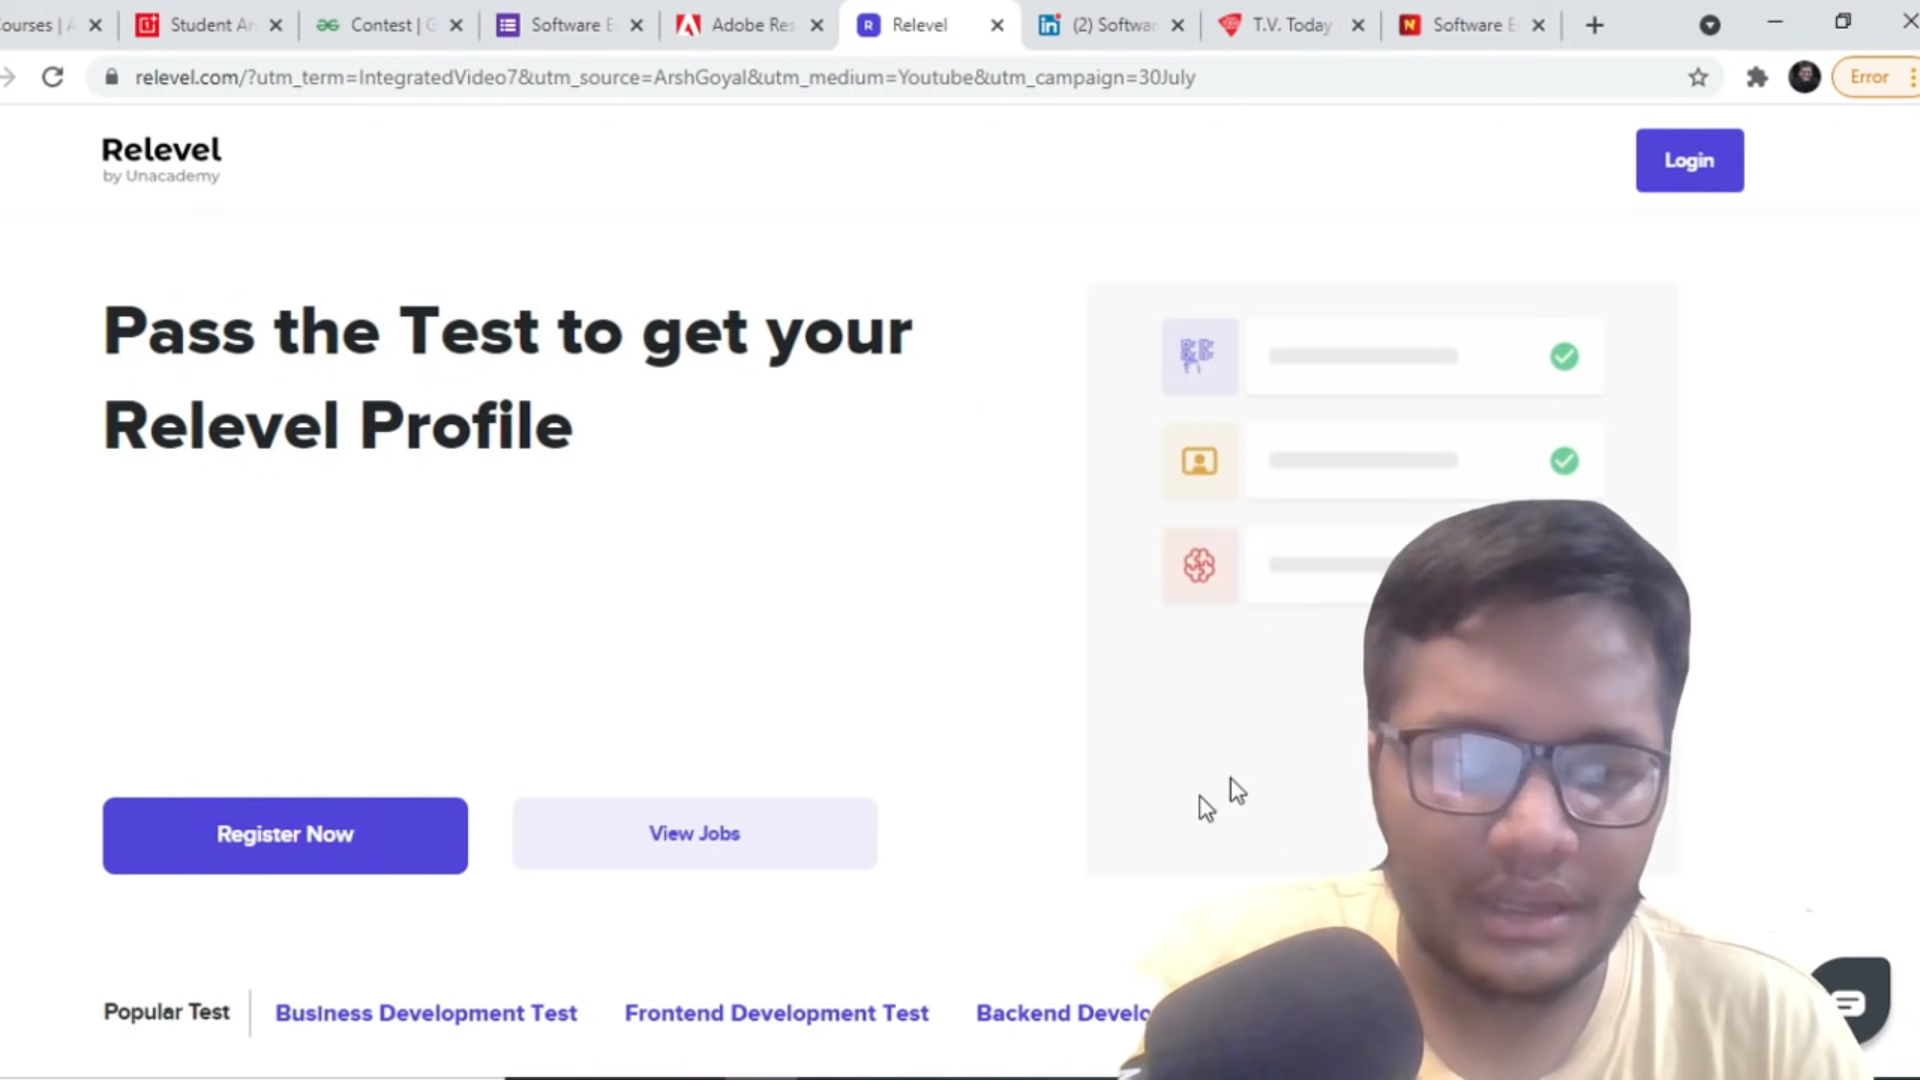 ourses | A
Student Am
Contest | G
Software E
Adobe Res
Relevel
(2) Softwar
T.V. Today
Software E
relevel.com/?utm_term=IntegratedVideo7&utm_source=ArshGoyal&utm_medium=Youtube&utm_campaign=30July
Error
Relevel
by Unacademy
Login
Pass the Test to get your
Relevel Profile
Register Now
View Jobs
Popular Test
Business Development Test
Frontend Development Test
Backend Develo